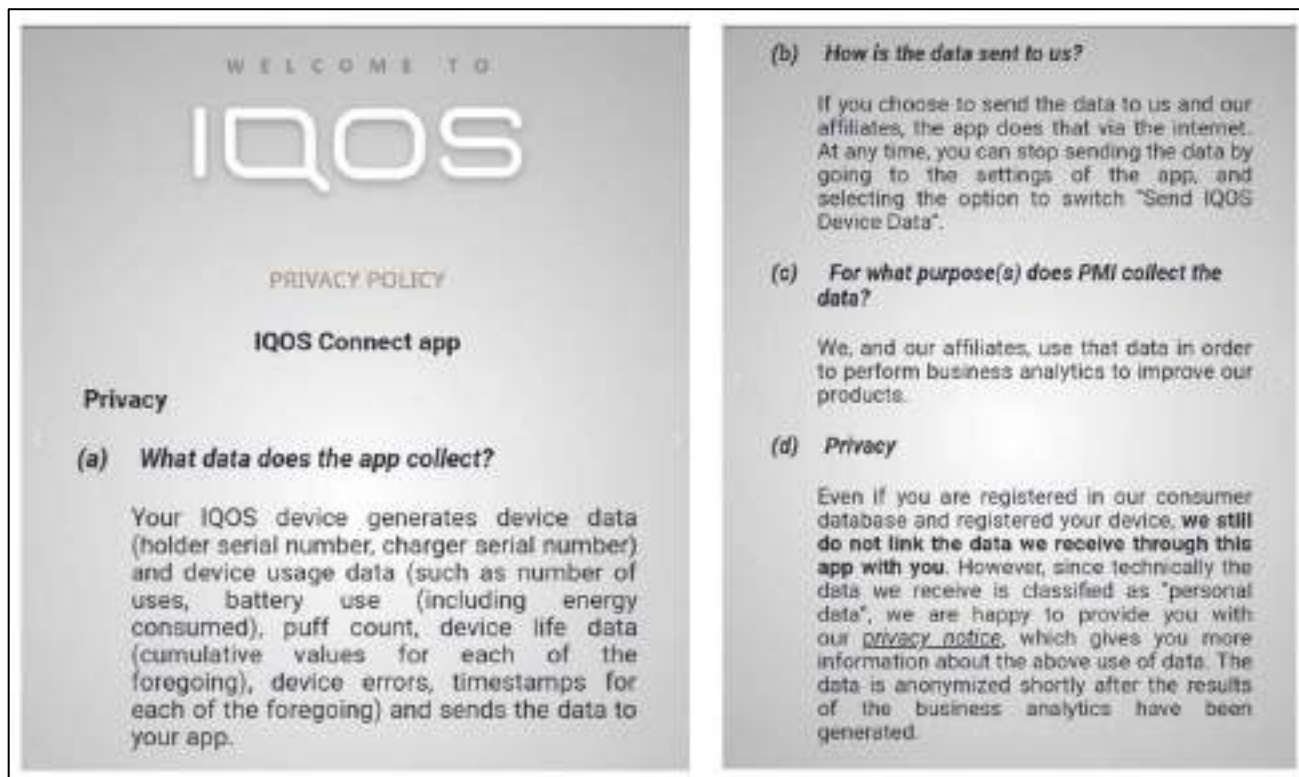 WELCOME TO
IQOS
PRIVACY POLICY
IQOS Connect app
Privacy
(a) What data does the app collect?
Your IQOS device generates device data
(holder serial number, charger serial number)
and device usage data (such as number of
uses, battery use (including energy
consumed), puff count, device life data
(cumulative values for each of the
foregoing), device errors, timestamps for
each of the foregoing) and sends the data to
your app.
(b) How is the data sent to us?
If you choose to send the data to us and our
affiliates, the app does that via the internet.
At any time, you can stop sending the data by
going to the settings of the app, and
selecting the option to switch "Send IQOS
Device Data".
(c) For what purpose(s) does PMI collect the
data?
We, and our affiliates, use that data in order
to perform business analytics to improve our
products.
(d) Privacy
Even if you are registered in our consumer
database and registered your device, we still
do not link the data we receive through this
app with you. However, since technically the
data we receive is classified as "personal
data", we are happy to provide you with
our privacy notice, which gives you more
information about the above use of data. The
data is anonymized shortly after the results
of the business analytics have been
generated.